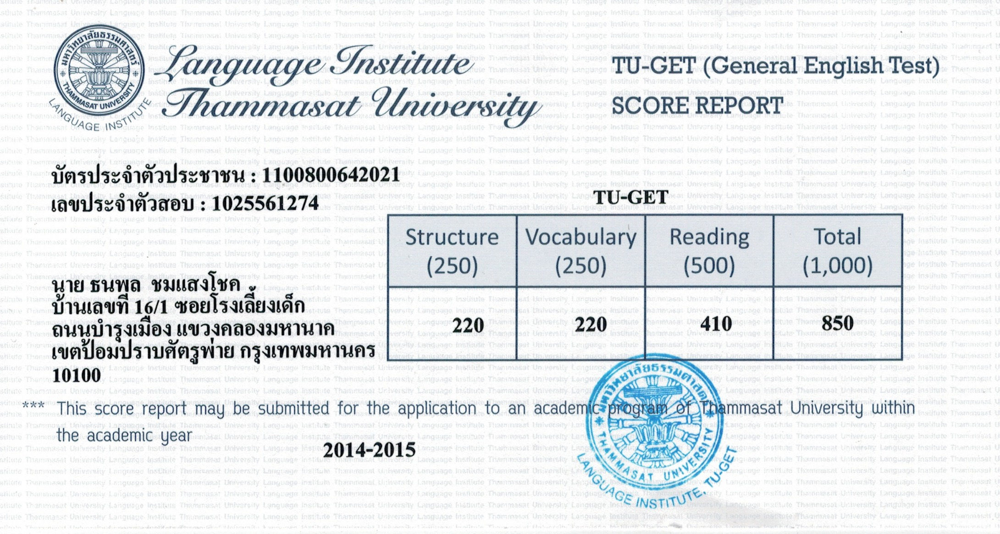 มหาวิทยาลัยธรรมศาสตร์
THAMMASAT UNIVERSITY
LANGUAGE INSTITUTE
Language Institute
Thammasat University
TU-GET (General English Test)
SCORE REPORT
บัตรประจำตัวประชาชน : 1100800642021
เลขประจำตัวสอบ : 1025561274
TU-GET
Structure Vocabulary Reading Total
(250) (250) (500) (1,000)
220 220 410 850
นาย ธนพล ชมแสงโชค
บ้านเลขที่ 16/1 ซอยโรงเลี้ยงเด็ก
ถนนบำรุงเมือง แขวงคลองมหานาค
เขตป้อมปราบศัตรูพ่าย กรุงเทพมหานคร
10100
*** This score report may be submitted for the application to an academic program of Thammasat University within
the academic year
2014-2015
มหาวิทยาลัยธรรมศาสตร์
THAMMASAT UNIVERSITY
LANGUAGE INSTITUTE, TU-GET